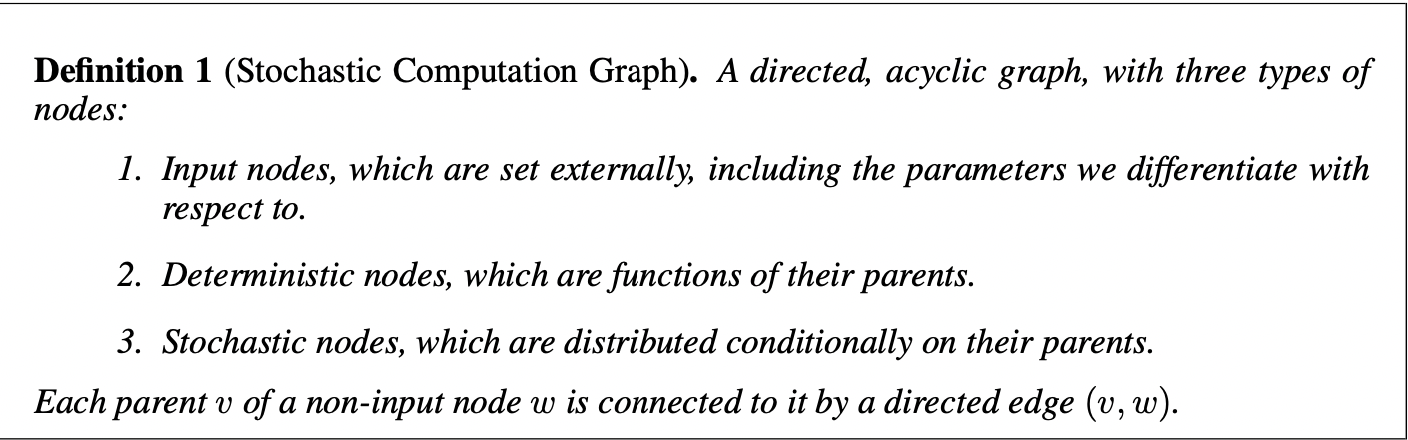 Definition 1 (Stochastic Computation Graph). A directed, acyclic graph, with three types of
nodes:
1. Input nodes, which are set externally, including the parameters we differentiate with
respect to.
2. Deterministic nodes, which are functions of their parents.
3. Stochastic nodes, which are distributed conditionally on their parents.
Each parent v of a non-input node w is connected to it by a directed edge (v, w).